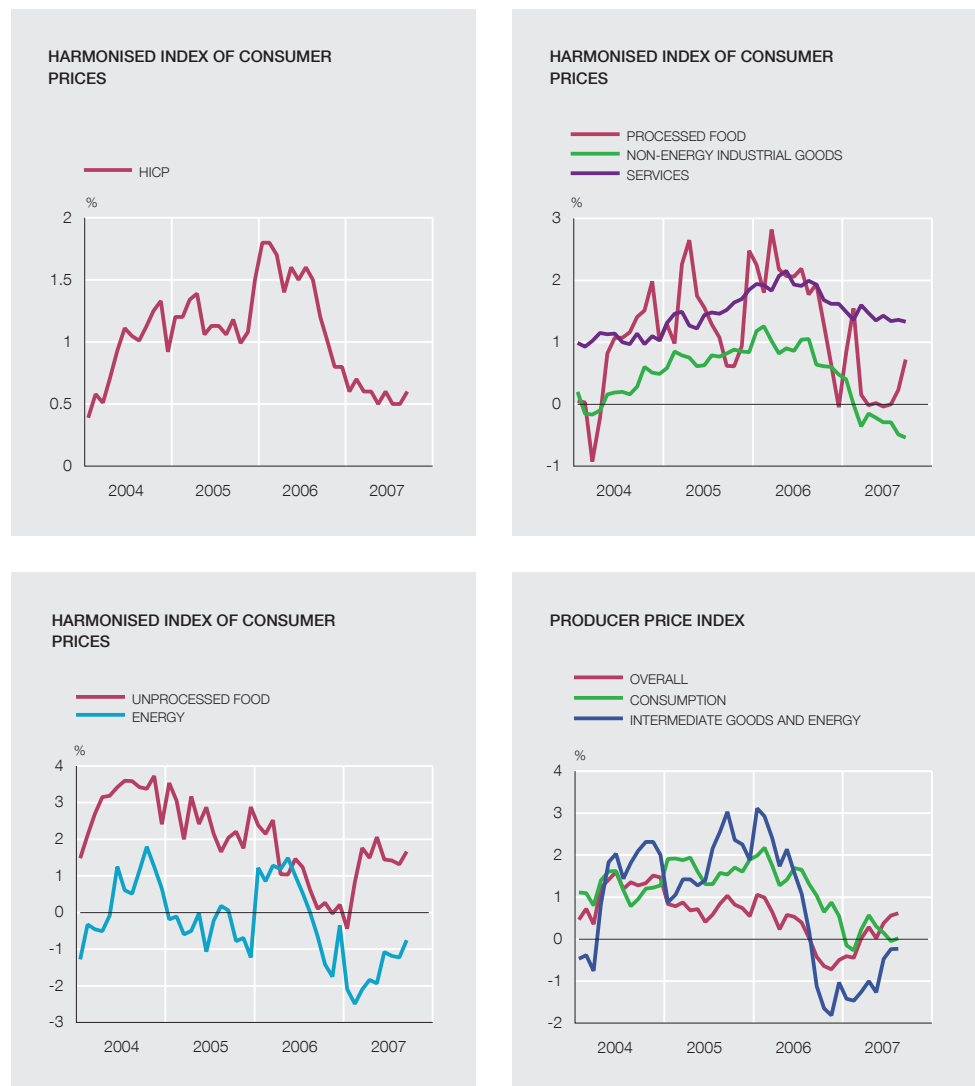 HARMONISED INDEX OF CONSUMER
PRICES
HICP
%
2
1.5
1
0.5
0
2004 2005 2006 2007
HARMONISED INDEX OF CONSUMER
PRICES
PROCESSED FOOD
NON-ENERGY INDUSTRIAL GOODS
SERVICES
%
3
2
1
0
-1
2004 2005 2006 2007
HARMONISED INDEX OF CONSUMER
PRICES
UNPROCESSED FOOD
ENERGY
%
4
3
2
1
0
-1
-2
-3
2004 2005 2006 2007
PRODUCER PRICE INDEX
OVERALL
CONSUMPTION
INTERMEDIATE GOODS AND ENERGY
%
4
3
2
1
0
-1
-2
2004 2005 2006 2007